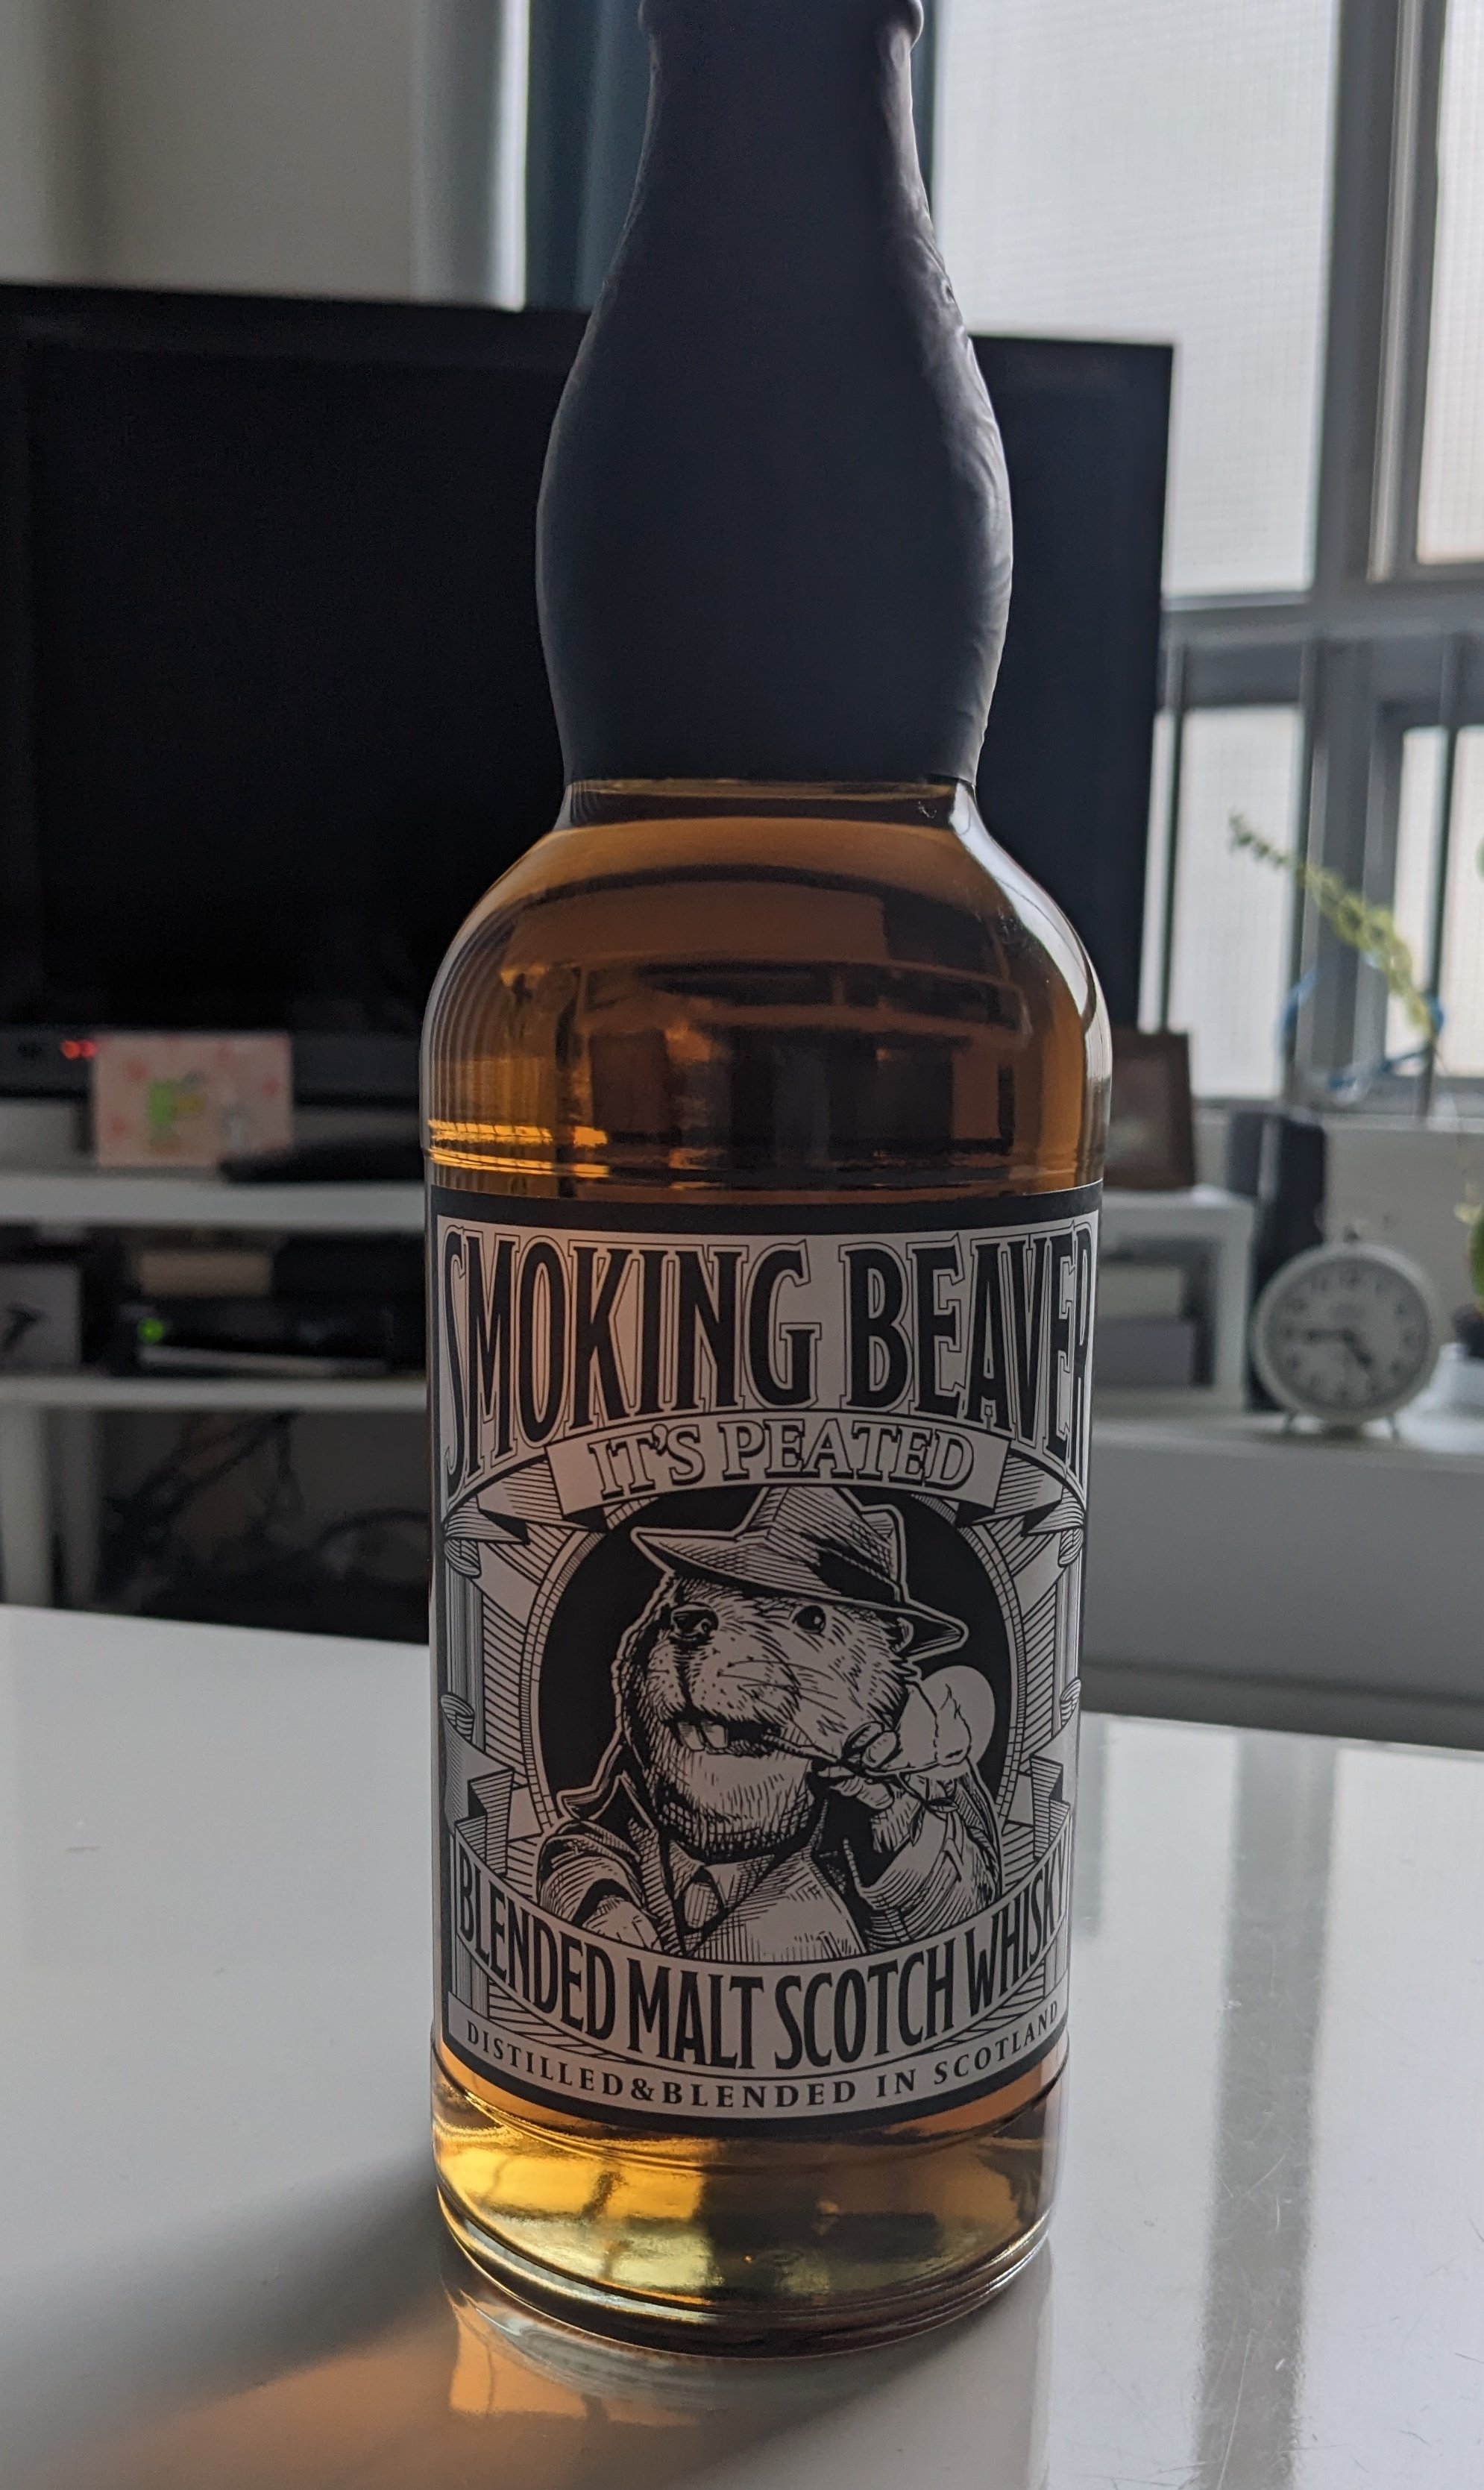 SMOKING BEAVER
IT'S PEATED
BLENDED MALT SCOTCH WHISKY
DISTILLED&BLENDED IN SCOTLAND